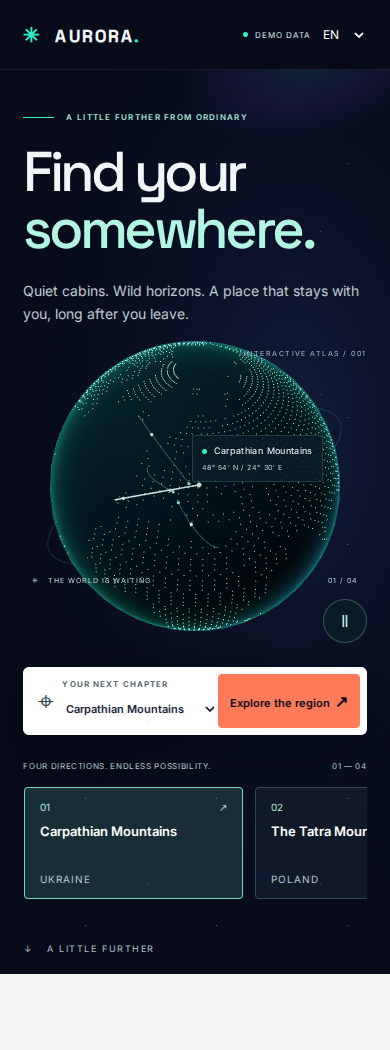 AURORA.
DEMO DATA
EN
A LITTLE FURTHER FROM ORDINARY
Find your
somewhere.
Quiet cabins. Wild horizons. A place that stays with
you, long after you leave.
INTERACTIVE ATLAS / 001
Carpathian Mountains
48° 54' N / 24° 30' E
THE WORLD IS WAITING
01 / 04
YOUR NEXT CHAPTER
Carpathian Mountains
Explore the region ↗
FOUR DIRECTIONS. ENDLESS POSSIBILITY.
01 — 04
01 ↗
Carpathian Mountains
UKRAINE
02
The Tatra Moun
POLAND
↓ A LITTLE FURTHER